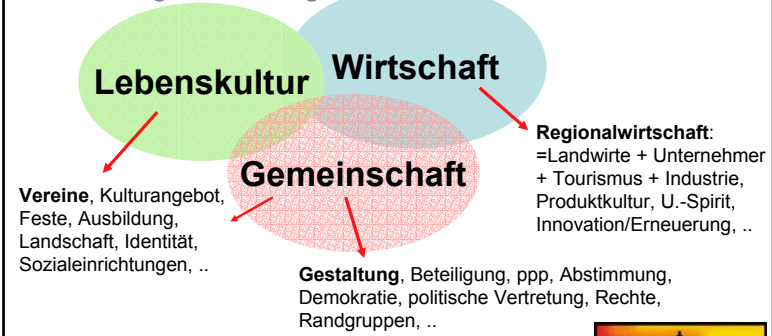 Lebenskultur
Wirtschaft
Gemeinschaft
Regionalwirtschaft:
=Landwirte + Unternehmer
+ Tourismus + Industrie,
Produktkultur, U.-Spirit,
Innovation/Erneuerung, ..
Vereine, Kulturangebot,
Feste, Ausbildung,
Landschaft, Identität,
Sozialeinrichtungen, ..
Gestaltung, Beteiligung, ppp, Abstimmung,
Demokratie, politische Vertretung, Rechte,
Randgruppen, ..